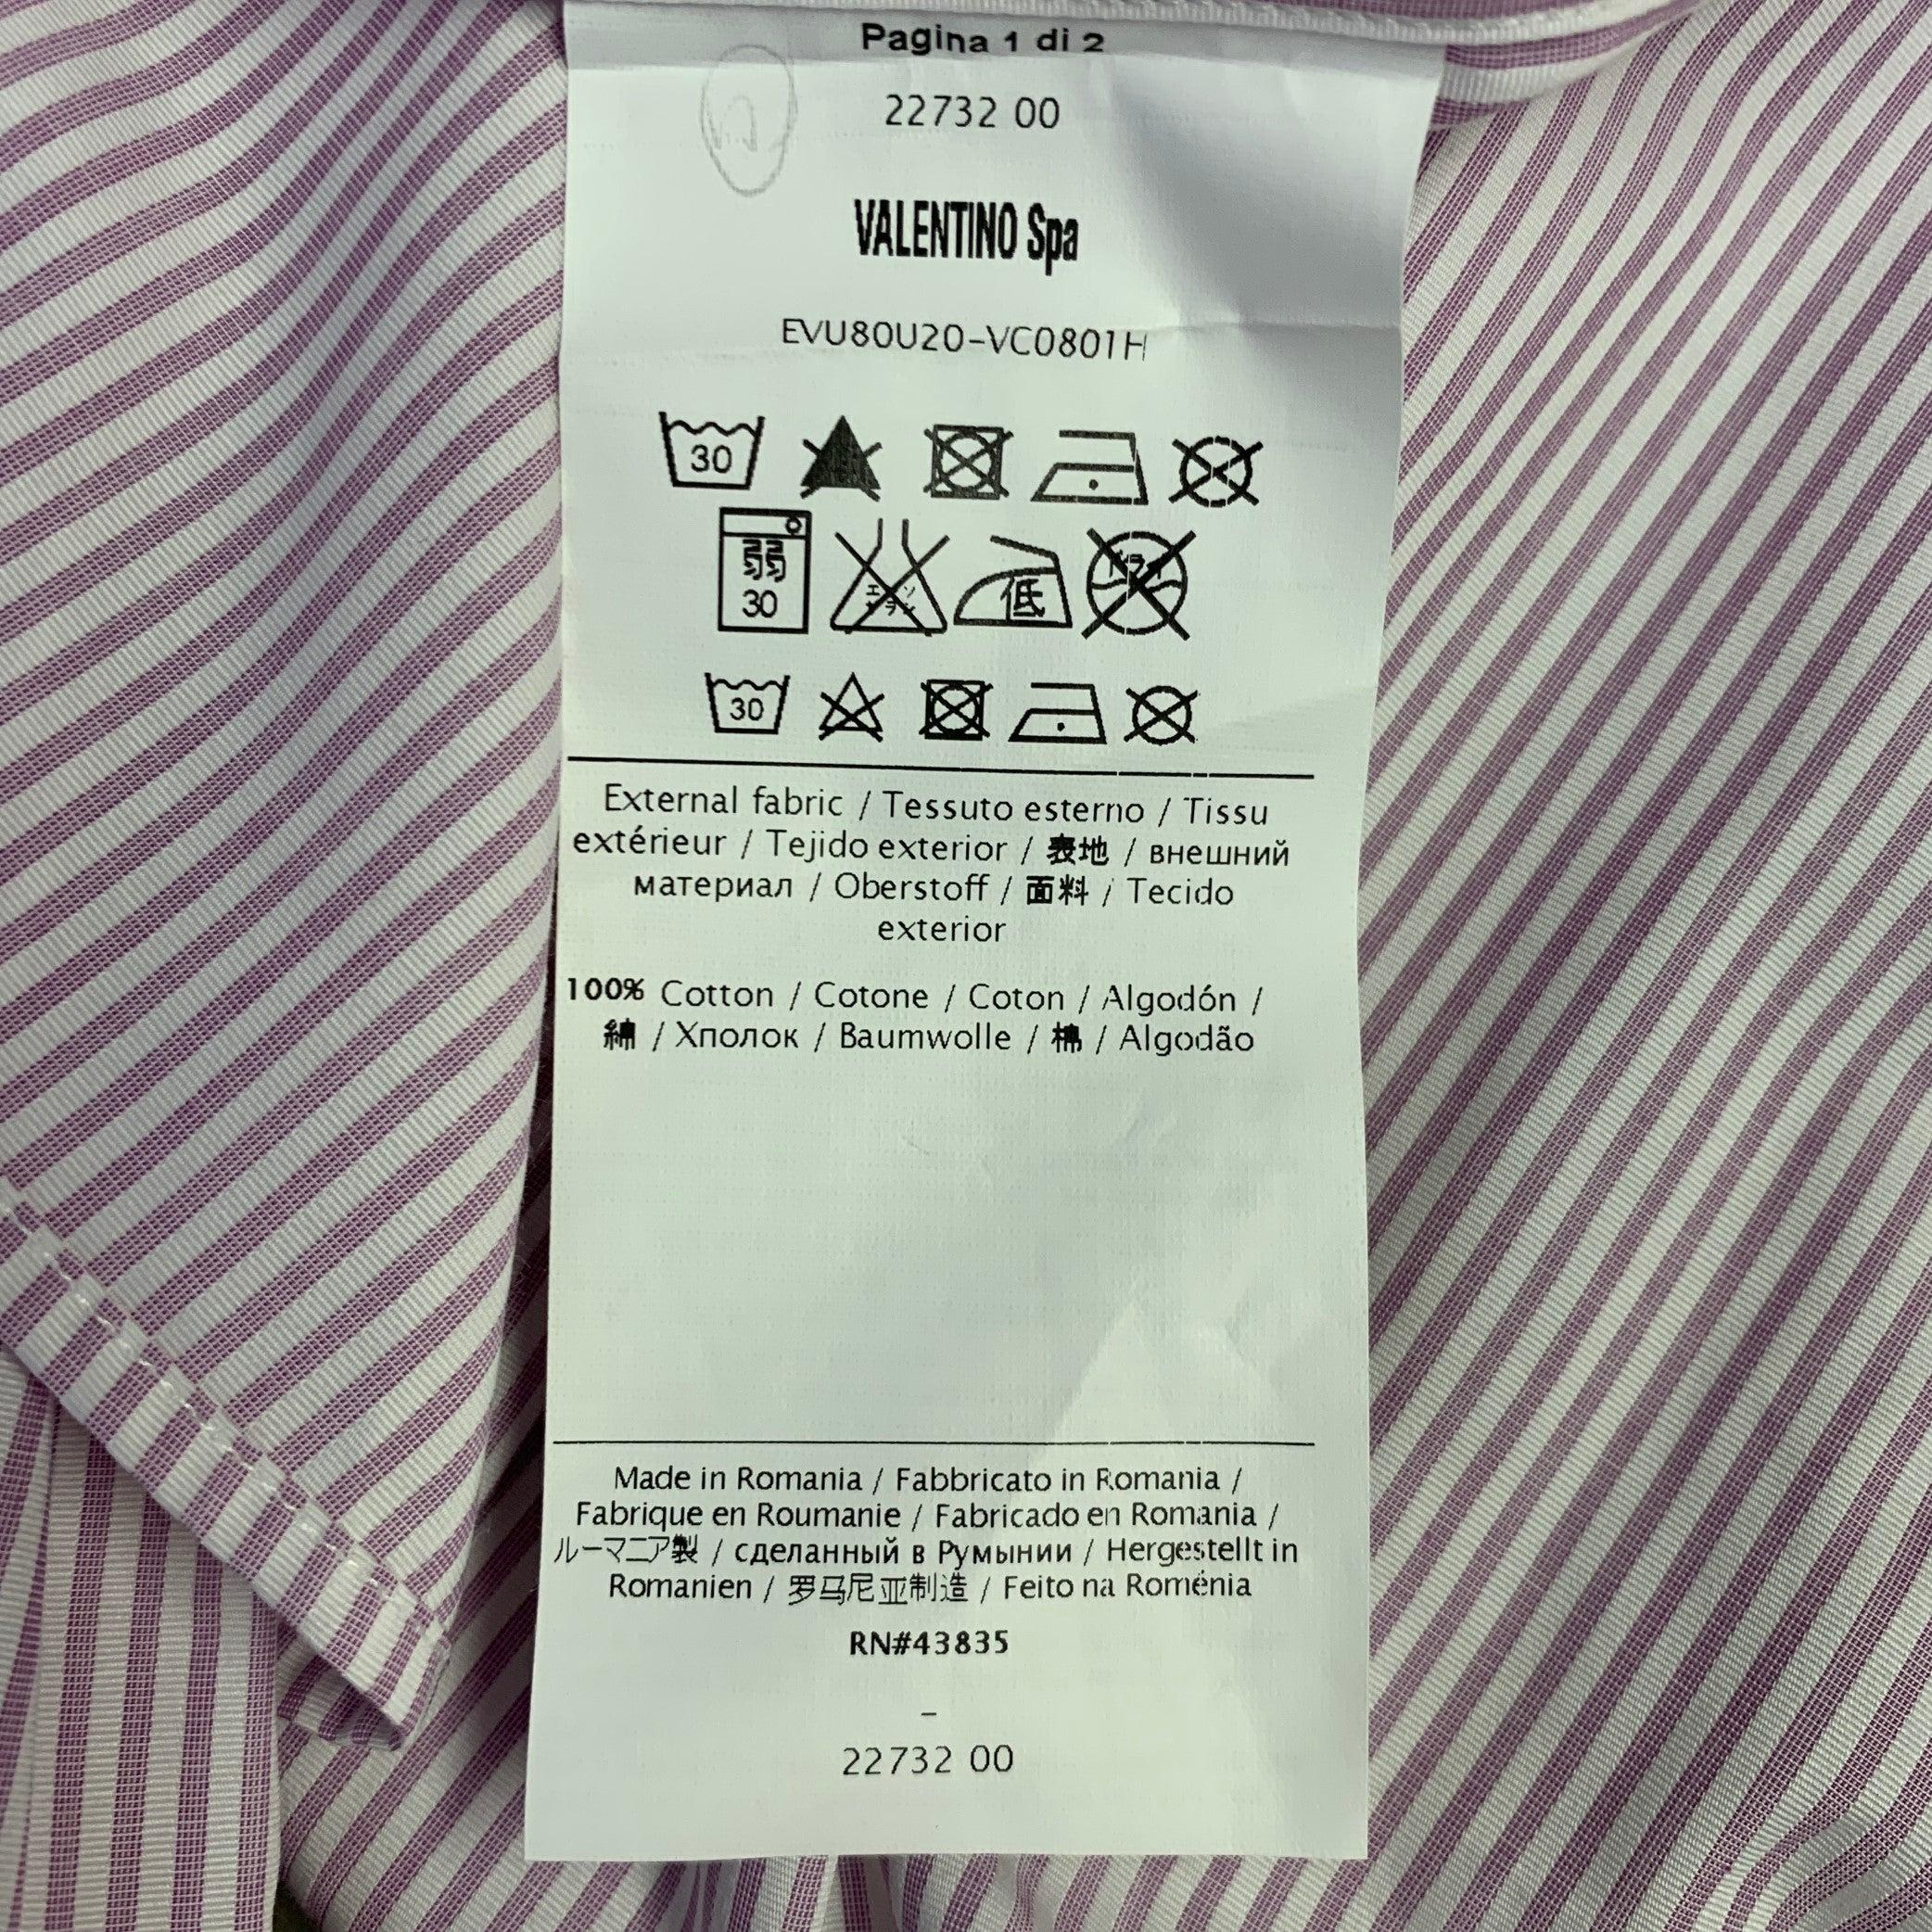 Pagina 1 di 2
22732 00
VALENTINO Spa
EVU80U20-VC0801H
30
弱
30
低
30
External fabric / Tessuto esterno / Tissu
extérieur / Tejido exterior / 表地 / внешний
материал / Oberstoff / 面料 / Tecido
exterior
100% Cotton / Cotone / Coton / Algodón /
綿 / Хполок / Baumwolle / 棉 / Algodão
Made in Romania / Fabbricato in Romania /
Fabrique en Roumanie / Fabricado en Romania /
ルーマニア製 / сделанный в Румынии / Hergestellt in
Romanien / 罗马尼亚制造 / Feito na Roménia
RN#43835
–
22732 00